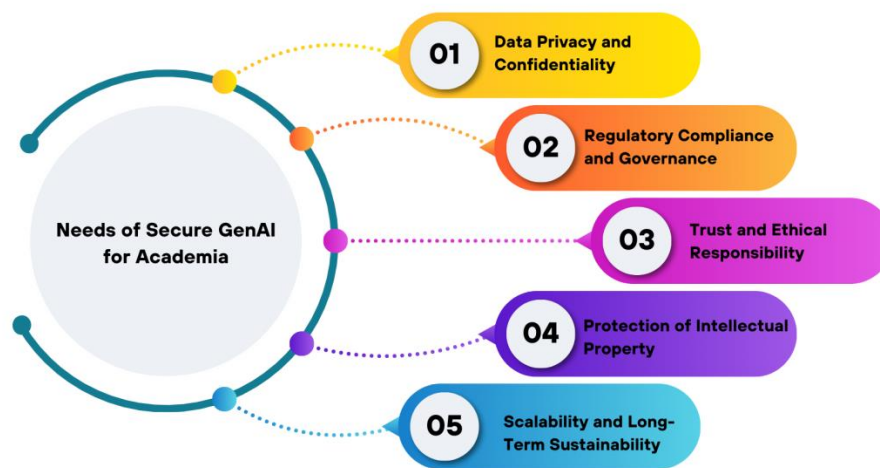 Needs of Secure GenAI
for Academia
01
Data Privacy and
Confidentiality
02
Regulatory Compliance
and Governance
03
Trust and Ethical
Responsibility
04
Protection of Intellectual
Property
05
Scalability and Long-
Term Sustainability